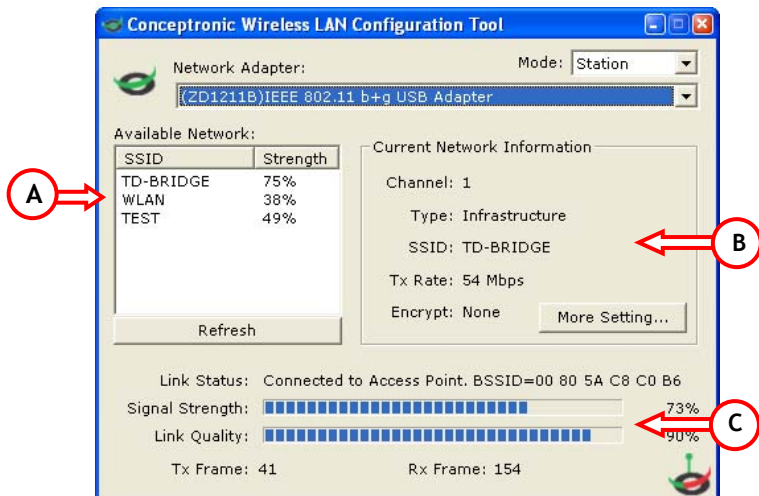 Conceptronic Wireless LAN Configuration Tool
Network Adapter:
Mode: Station
(ZD1211B)IEEE 802.11 b+g USB Adapter
Available Network:
SSID Strength
TD-BRIDGE 75%
WLAN 38%
TEST 49%
Refresh
A
Current Network Information
Channel: 1
Type: Infrastructure
SSID: TD-BRIDGE
Tx Rate: 54 Mbps
Encrypt: None
More Setting...
B
Link Status: Connected to Access Point. BSSID=00 80 5A C8 C0 B6
Signal Strength: 73%
Link Quality: 90%
C
Tx Frame: 41 Rx Frame: 154